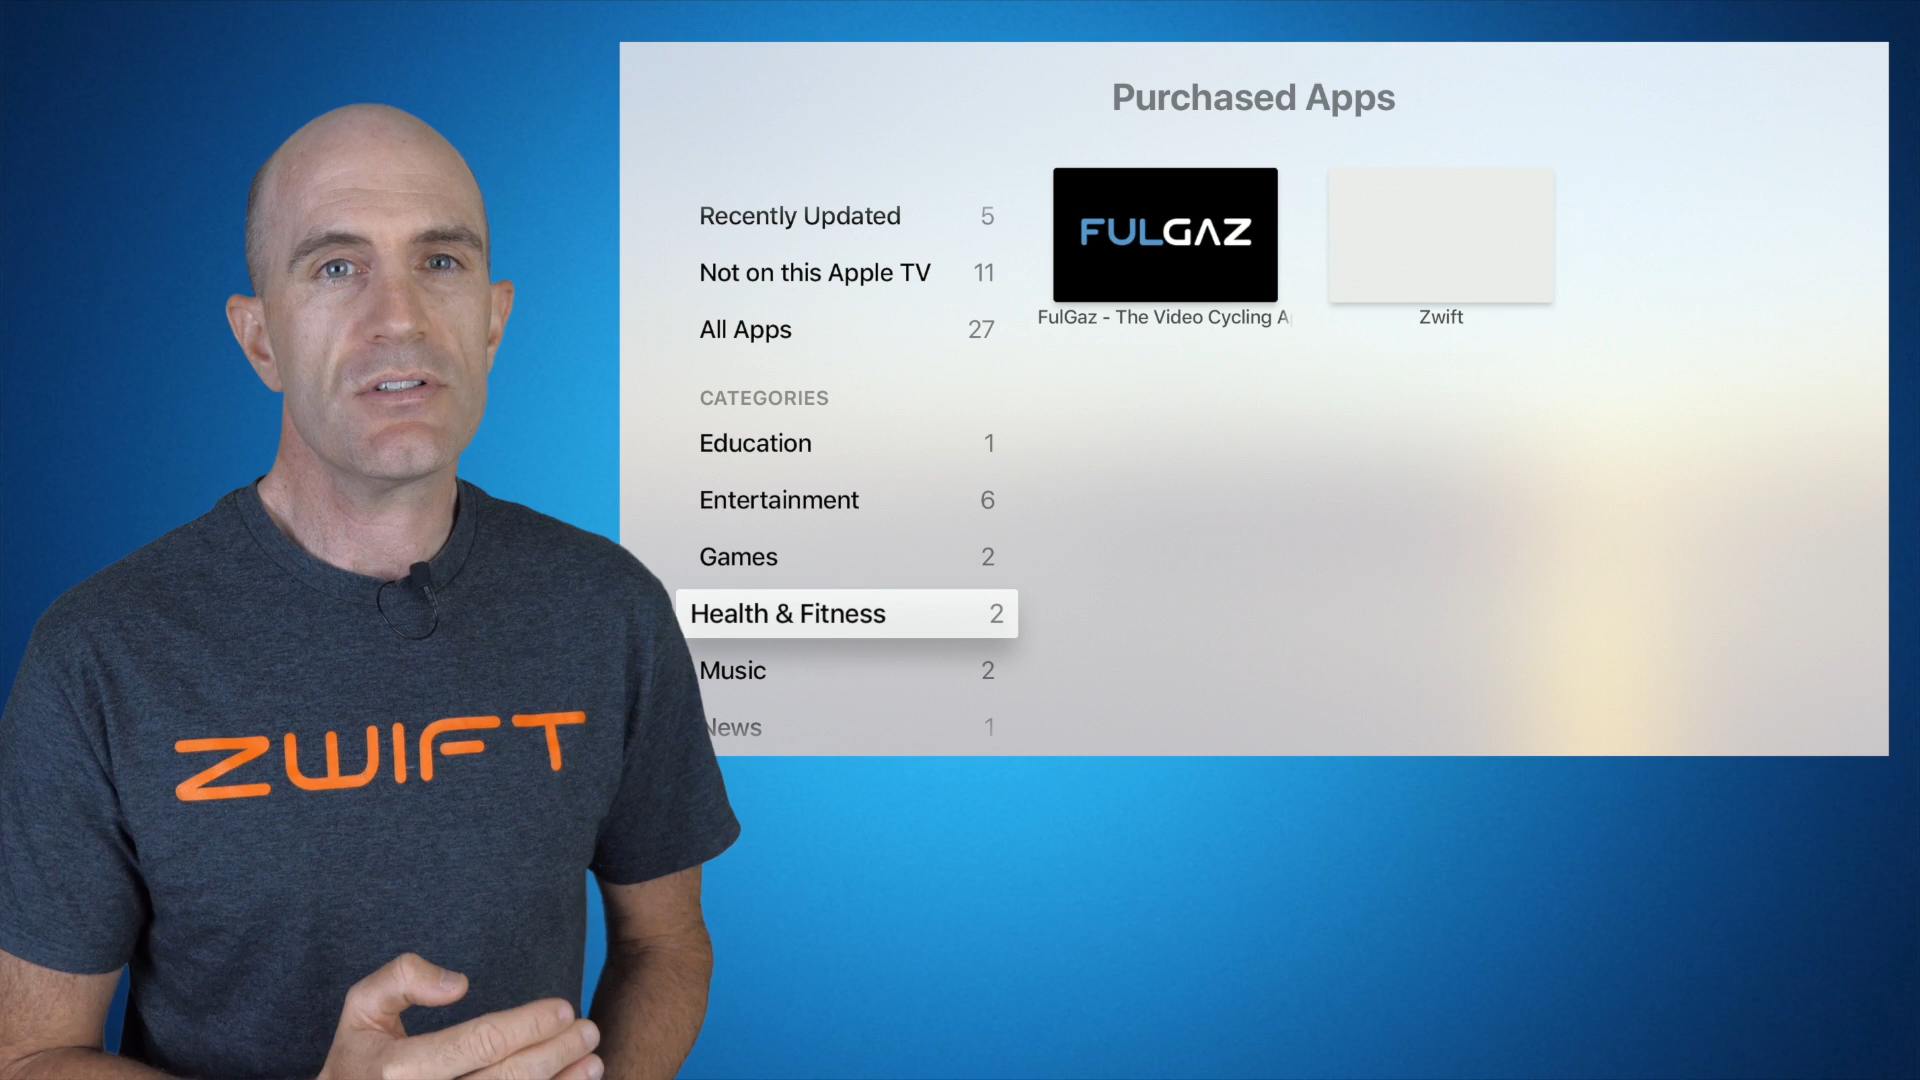 Purchased Apps
Recently Updated 5
Not on this Apple TV 11
All Apps 27
CATEGORIES
Education 1
Entertainment 6
Games 2
Health & Fitness 2
Music 2
News 1
FULGAZ
FulGaz - The Video Cycling A
Zwift
ZWIFT